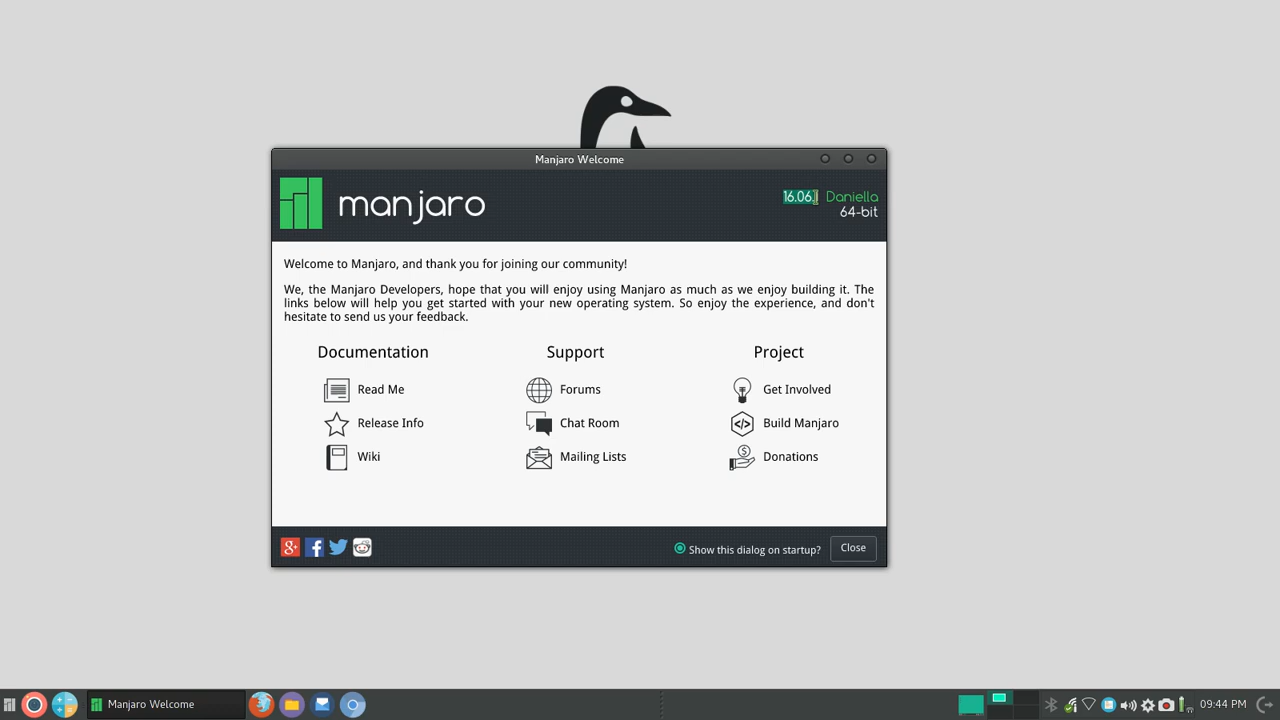 Manjaro Welcome
manjaro
16.06. Daniella
64-bit
Welcome to Manjaro, and thank you for joining our community!
We, the Manjaro Developers, hope that you will enjoy using Manjaro as much as we enjoy building it. The
links below will help you get started with your new operating system. So enjoy the experience, and don't
hesitate to send us your feedback.
Documentation
Support
Project
Read Me
Forums
Get Involved
Release Info
Chat Room
Build Manjaro
Wiki
Mailing Lists
Donations
Show this dialog on startup?
Close
Manjaro Welcome
09:44 PM